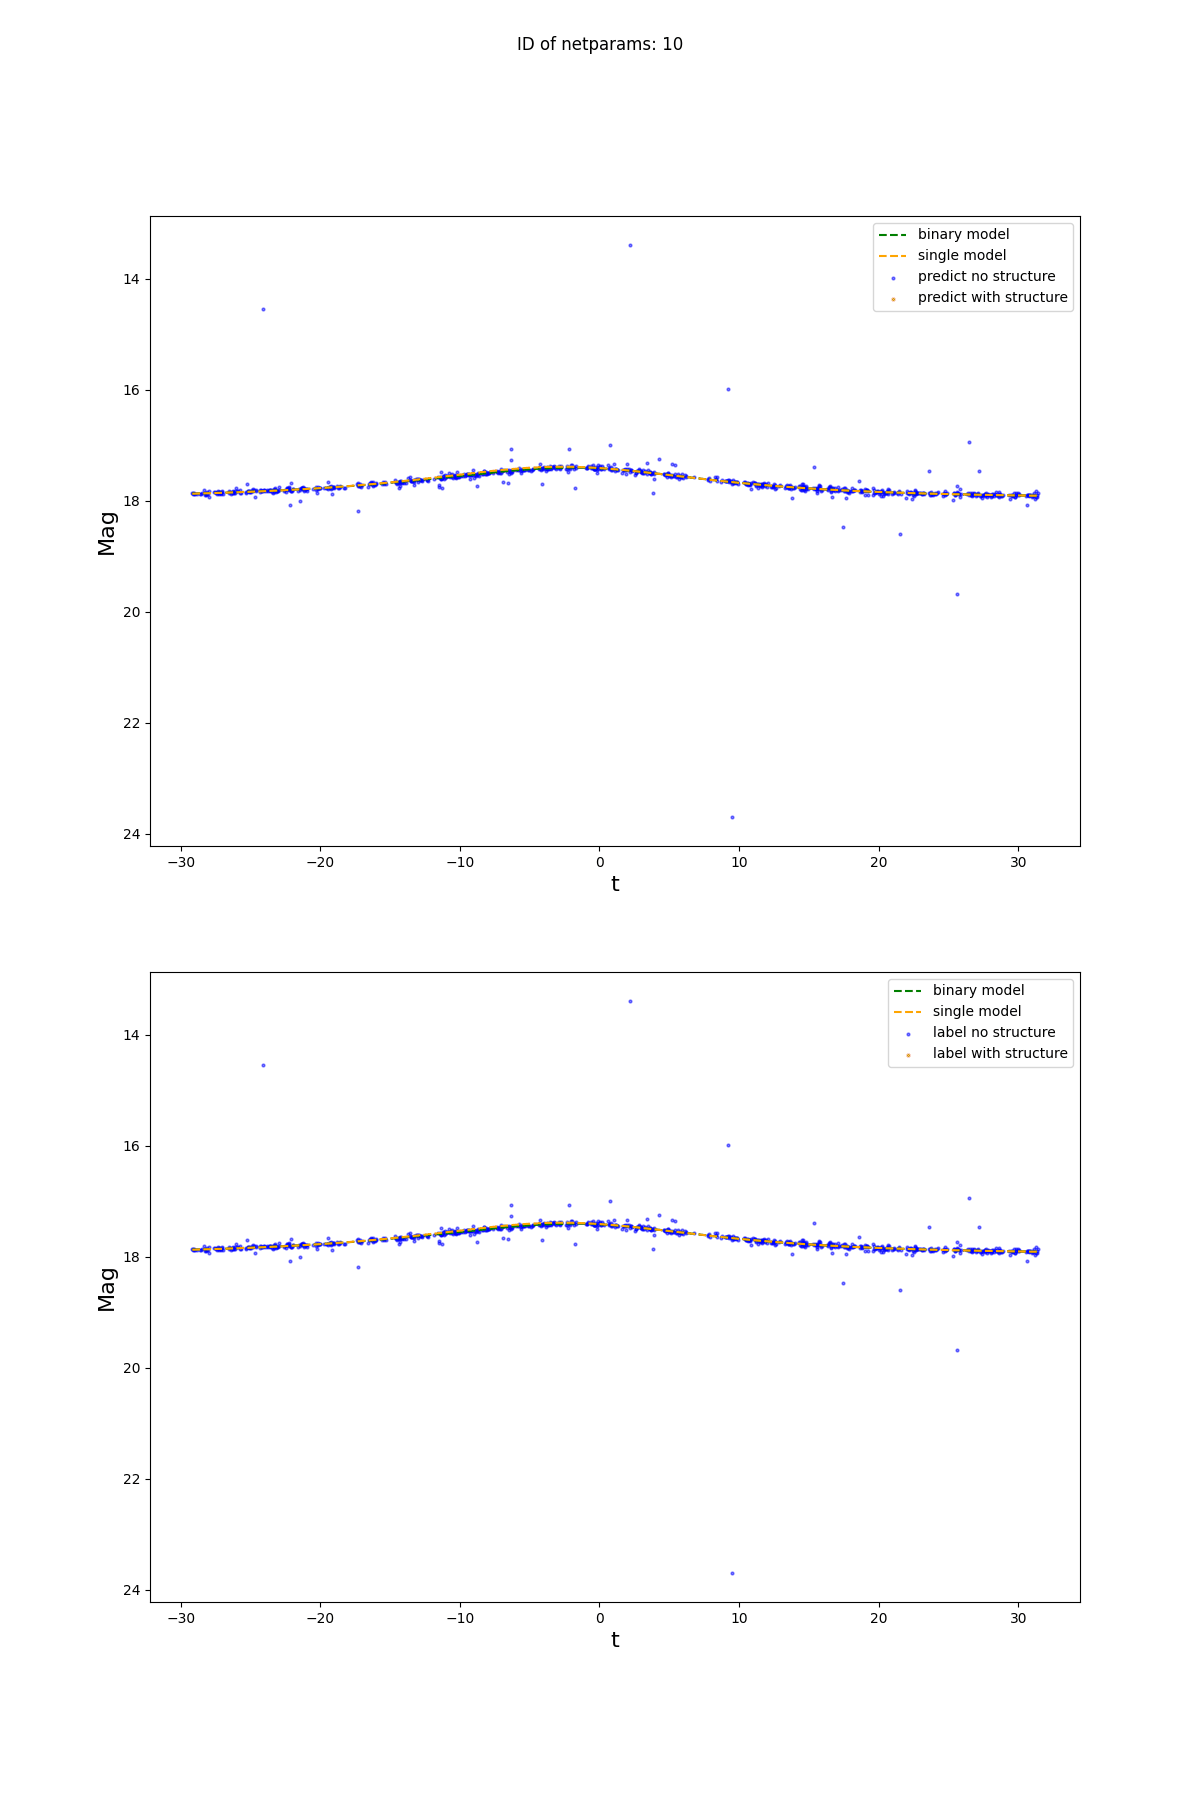 ID of netparams: 10
binary model
single model
predict no structure
predict with structure
14
16
18
20
22
24
Mag
−30
−20
−10
0
10
20
30
t
binary model
single model
label no structure
label with structure
14
16
18
20
22
24
Mag
−30
−20
−10
0
10
20
30
t